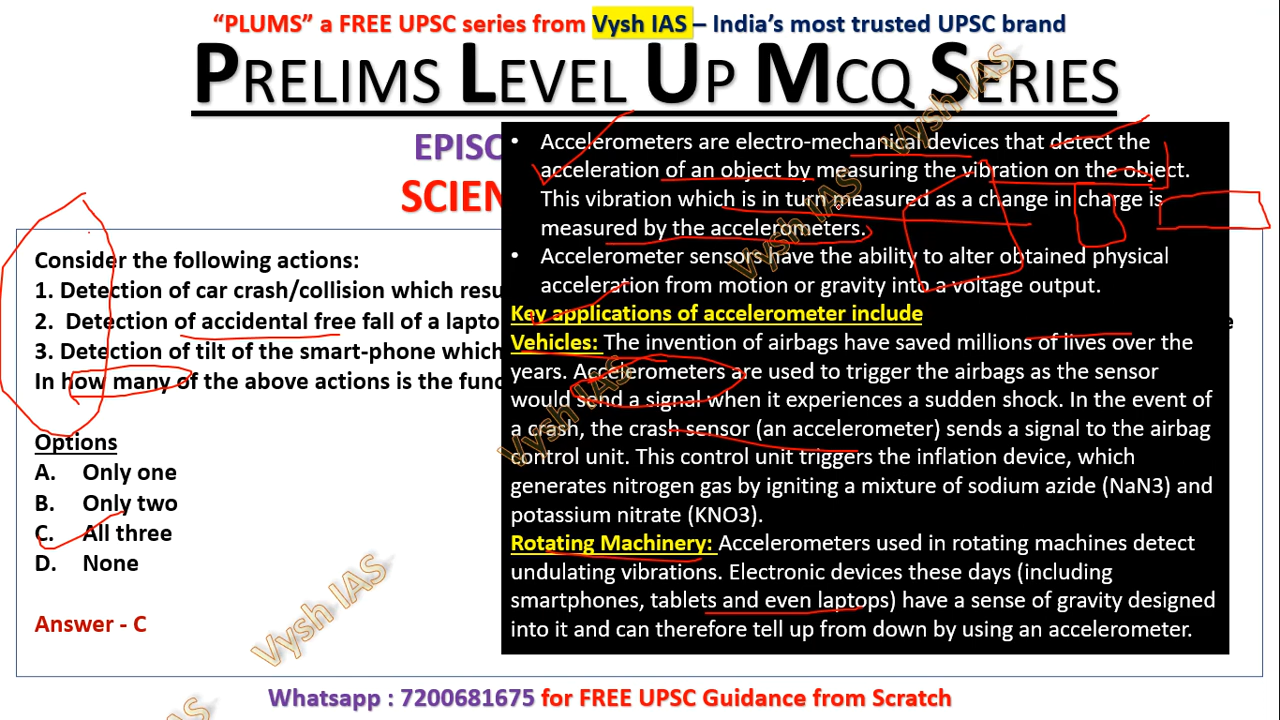 “PLUMS” a FREE UPSC series from Vysh IAS – India’s most trusted UPSC brand
PRELIMS LEVEL UP MCQ SERIES
EPISO
SCIEN
Consider the following actions:
1. Detection of car crash/collision which resu
2. Detection of accidental free fall of a lapto
3. Detection of tilt of the smart-phone which
In how many of the above actions is the fund
Options
A. Only one
B. Only two
C. All three
D. None
Answer - C
• Accelerometers are electro-mechanical devices that detect the
acceleration of an object by measuring the vibration on the object.
This vibration which is in turn measured as a change in charge is
measured by the accelerometers.
• Accelerometer sensors have the ability to alter obtained physical
acceleration from motion or gravity into a voltage output.
Key applications of accelerometer include
Vehicles: The invention of airbags have saved millions of lives over the
years. Accelerometers are used to trigger the airbags as the sensor
would send a signal when it experiences a sudden shock. In the event of
a crash, the crash sensor (an accelerometer) sends a signal to the airbag
control unit. This control unit triggers the inflation device, which
generates nitrogen gas by igniting a mixture of sodium azide (NaN3) and
potassium nitrate (KNO3).
Rotating Machinery: Accelerometers used in rotating machines detect
undulating vibrations. Electronic devices these days (including
smartphones, tablets and even laptops) have a sense of gravity designed
into it and can therefore tell up from down by using an accelerometer.
e
Vysh IAS
Vysh IAS
Vysh IAS
Vysh IAS
Vysh IAS
Whatsapp : 7200681675 for FREE UPSC Guidance from Scratch